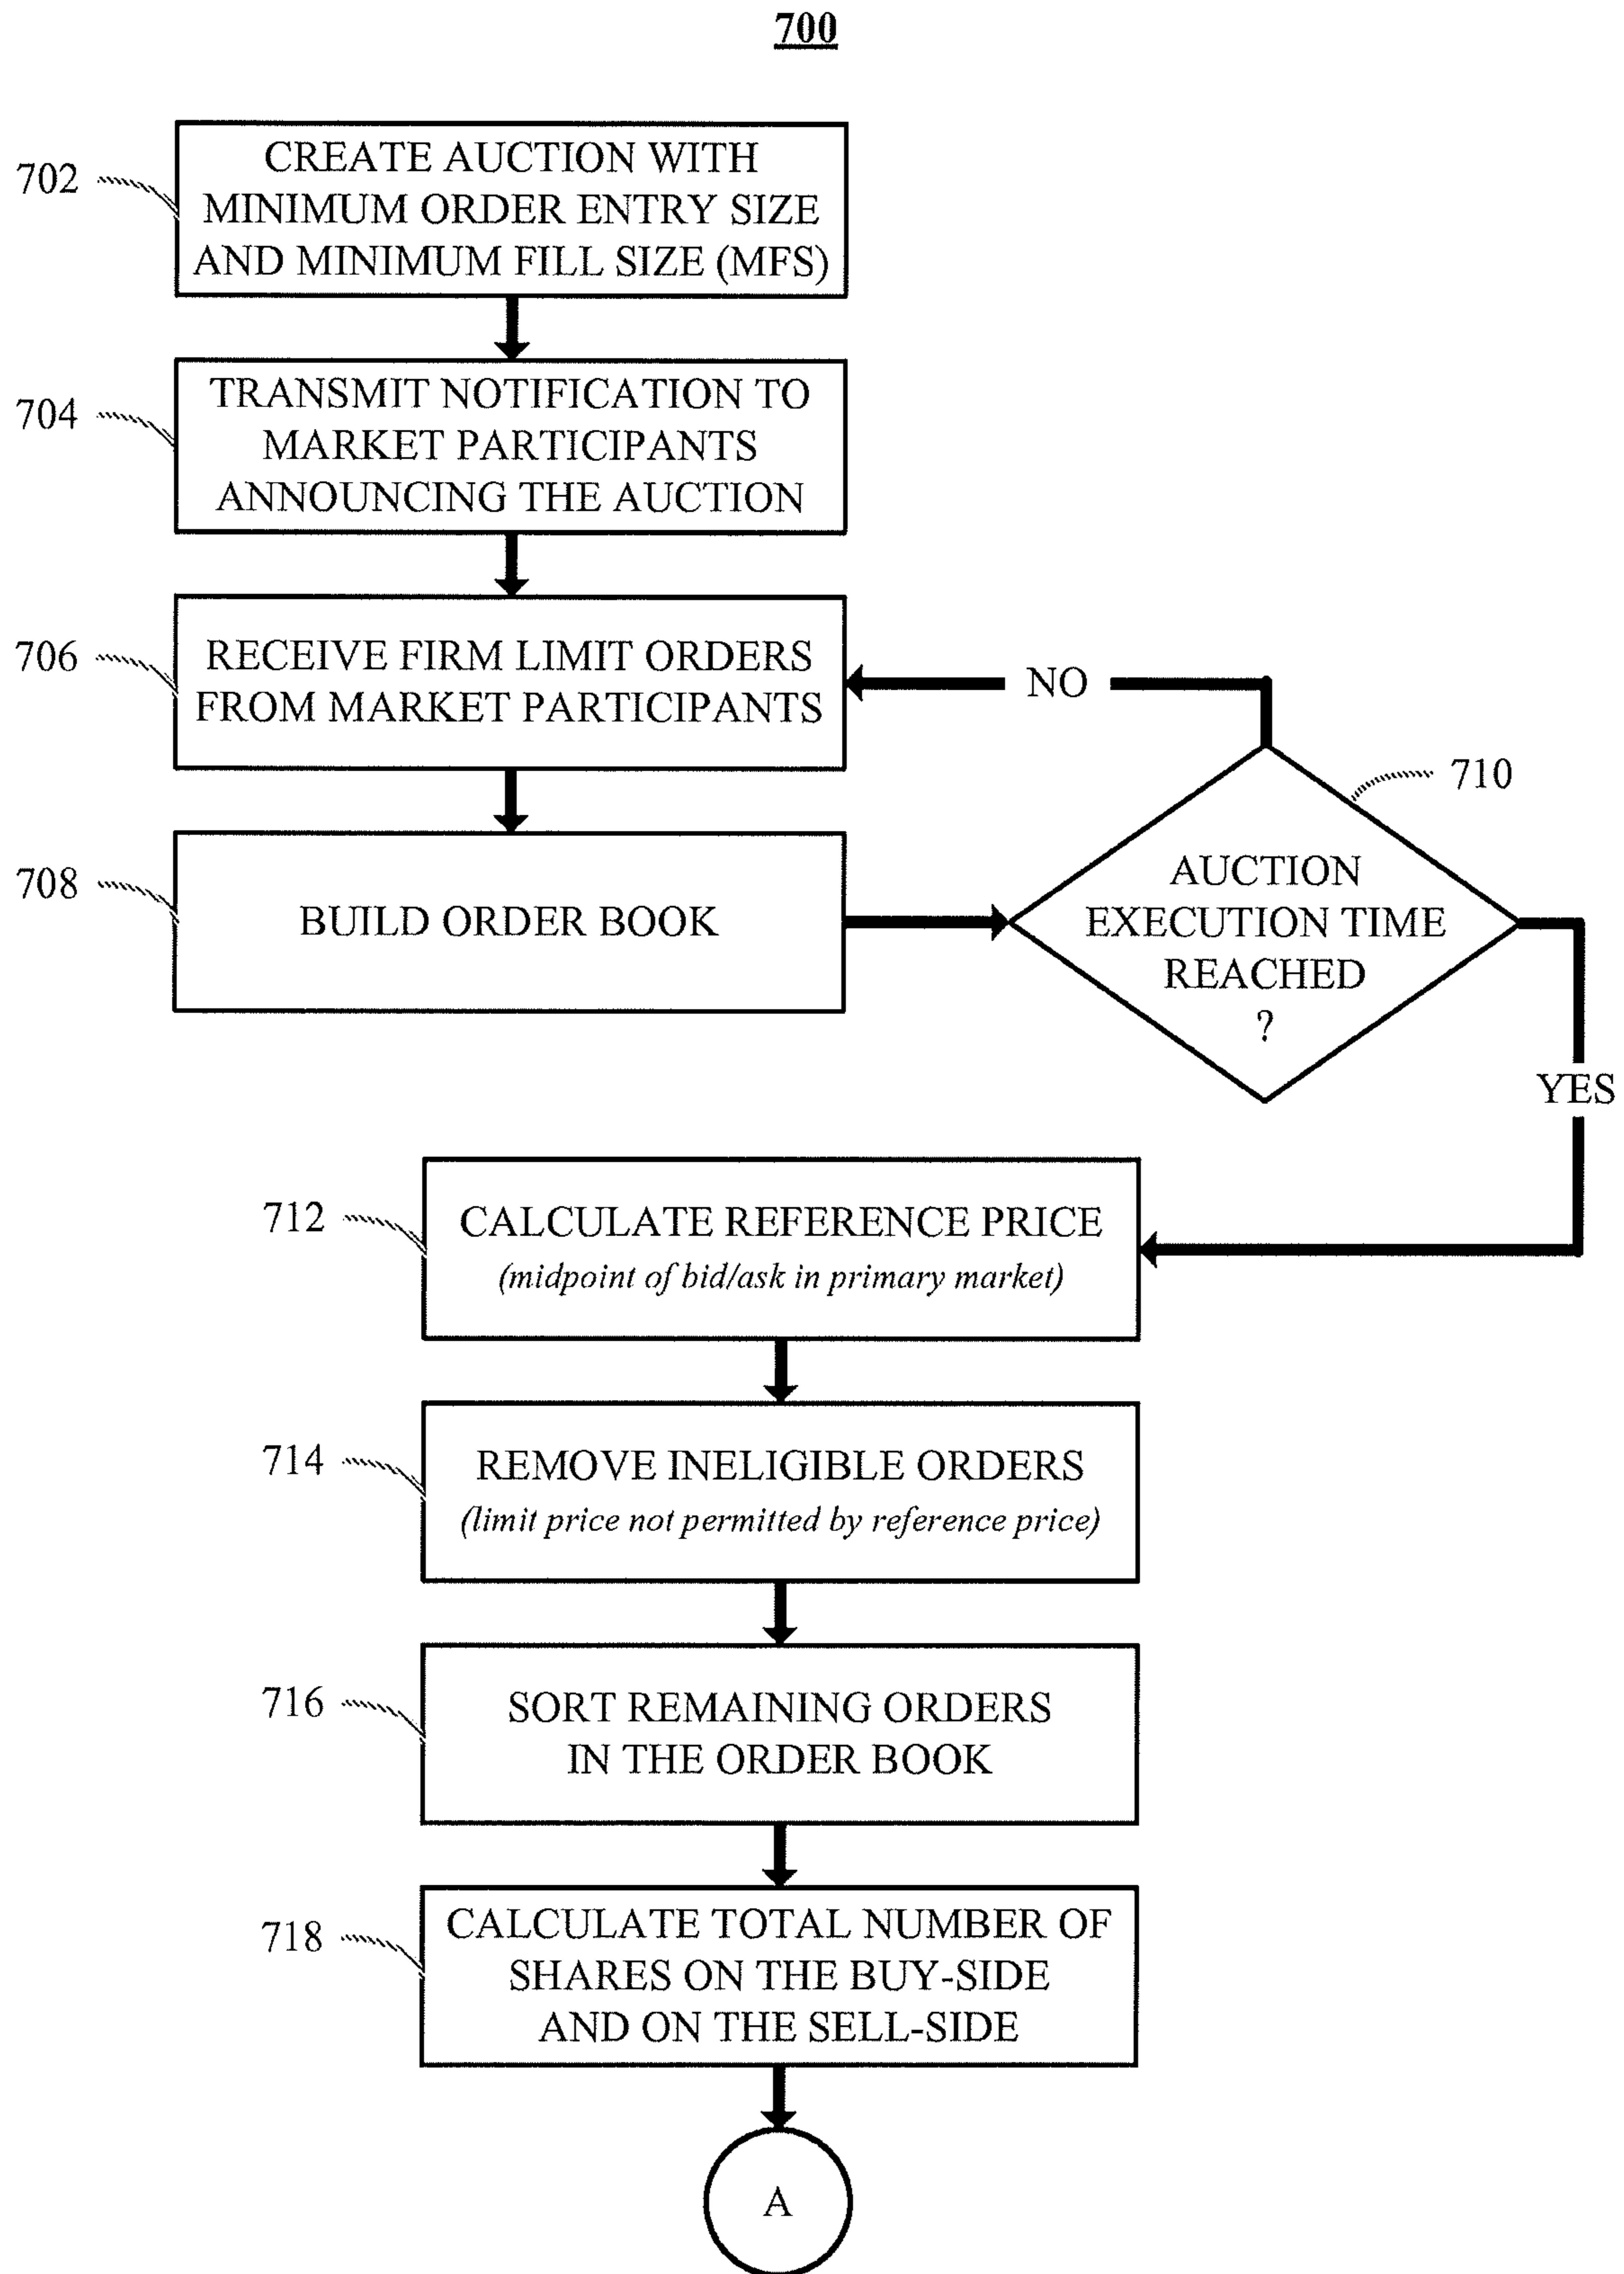 700
702
CREATE AUCTION WITH
MINIMUM ORDER ENTRY SIZE
AND MINIMUM FILL SIZE (MFS)
704
TRANSMIT NOTIFICATION TO
MARKET PARTICIPANTS
ANNOUNCING THE AUCTION
706
RECEIVE FIRM LIMIT ORDERS
FROM MARKET PARTICIPANTS
NO
708
BUILD ORDER BOOK
710
AUCTION
EXECUTION TIME
REACHED
?
YES
712
CALCULATE REFERENCE PRICE
(midpoint of bid/ask in primary market)
714
REMOVE INELIGIBLE ORDERS
(limit price not permitted by reference price)
716
SORT REMAINING ORDERS
IN THE ORDER BOOK
718
CALCULATE TOTAL NUMBER OF
SHARES ON THE BUY-SIDE
AND ON THE SELL-SIDE
A